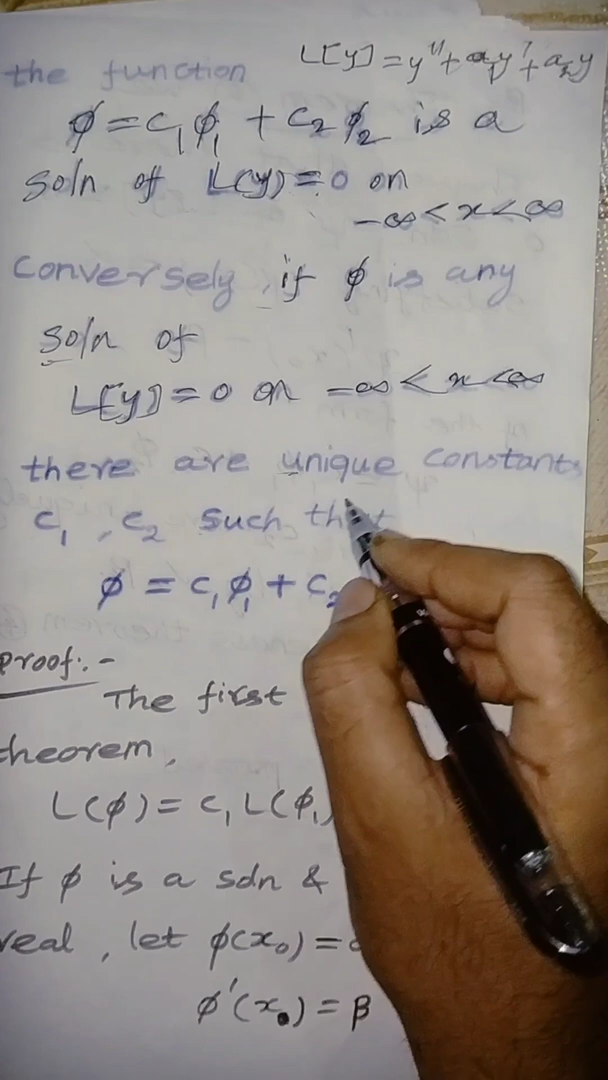 L[y] = y'' + a₁y' + a₂y
the function
ϕ = c₁ϕ₁ + c₂ϕ₂ is a
soln of L(y) = 0 on
-∞ < x < ∞
Conversely, if ϕ is any
soln of
L[y] = 0 on -∞ < x < ∞
there are unique constants
c₁, c₂ such that
ϕ = c₁ϕ₁ + c₂
Proof:-
The first
theorem,
L(ϕ) = c₁ L(ϕ₁)
If ϕ is a soln &
real, let ϕ(x₀) =
ϕ'(x₀) = β